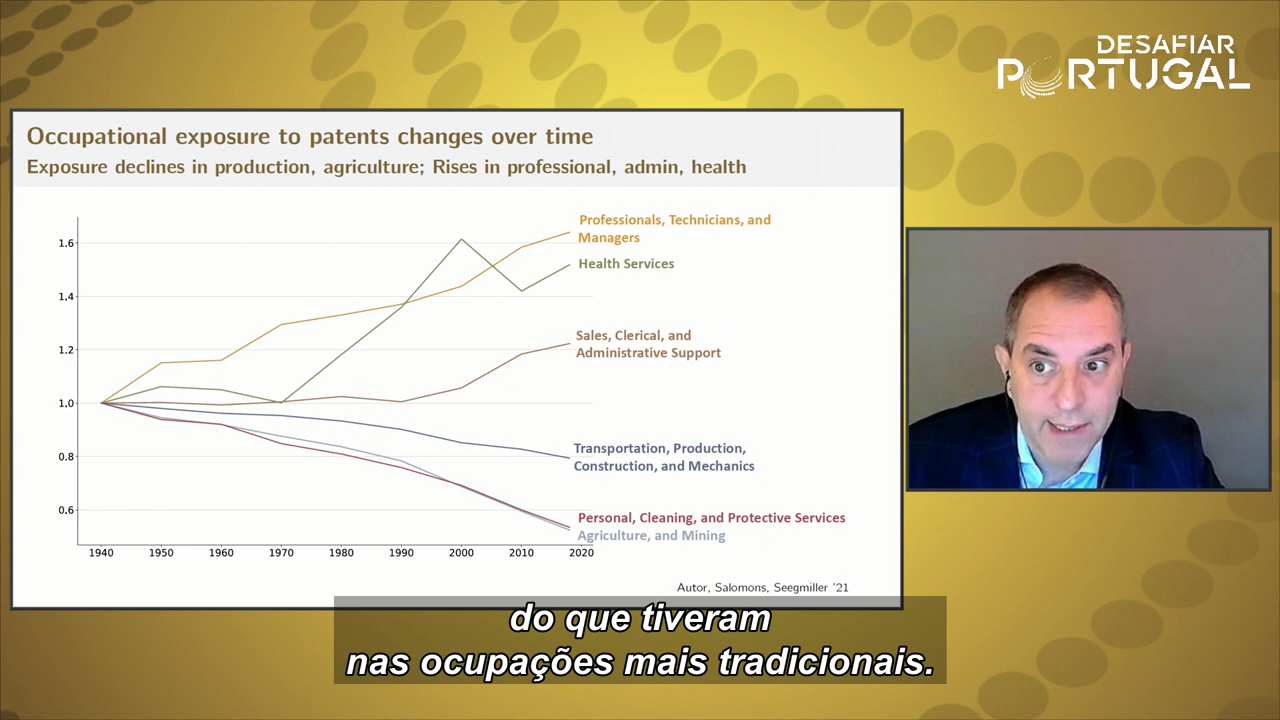 DESAFIAR
PORTUGAL
Occupational exposure to patents changes over time
Exposure declines in production, agriculture; Rises in professional, admin, health
1.6
1.4
1.2
1.0
0.8
0.6
1940 1950 1960 1970 1980 1990 2000 2010 2020
Professionals, Technicians, and
Managers
Health Services
Sales, Clerical, and
Administrative Support
Transportation, Production,
Construction, and Mechanics
Personal, Cleaning, and Protective Services
Agriculture, and Mining
Autor, Salomons, Seegmiller '21
do que tiveram
nas ocupações mais tradicionais.